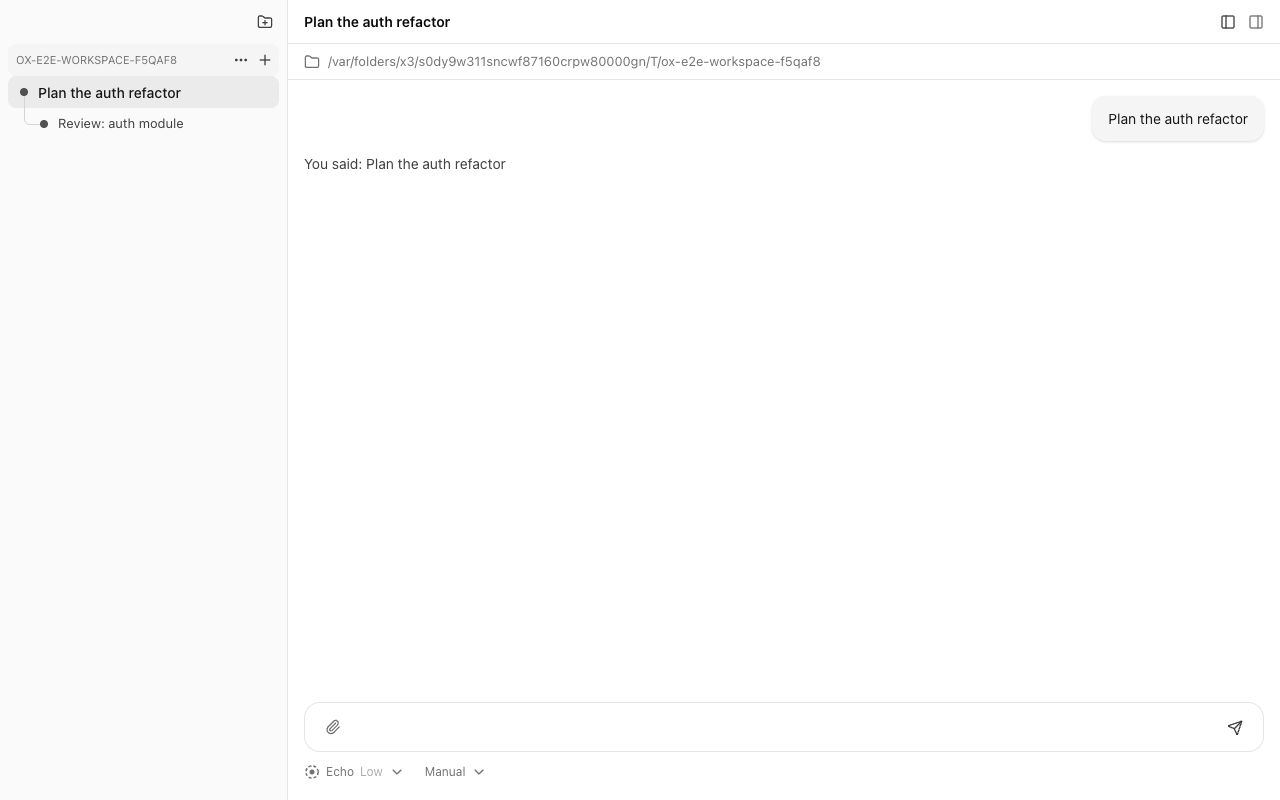 Plan the auth refactor
OX-E2E-WORKSPACE-F5QAF8
/var/folders/x3/s0dy9w311sncwf87160crpw80000gn/T/ox-e2e-workspace-f5qaf8
Plan the auth refactor
Review: auth module
Plan the auth refactor
You said: Plan the auth refactor
Echo Low
Manual